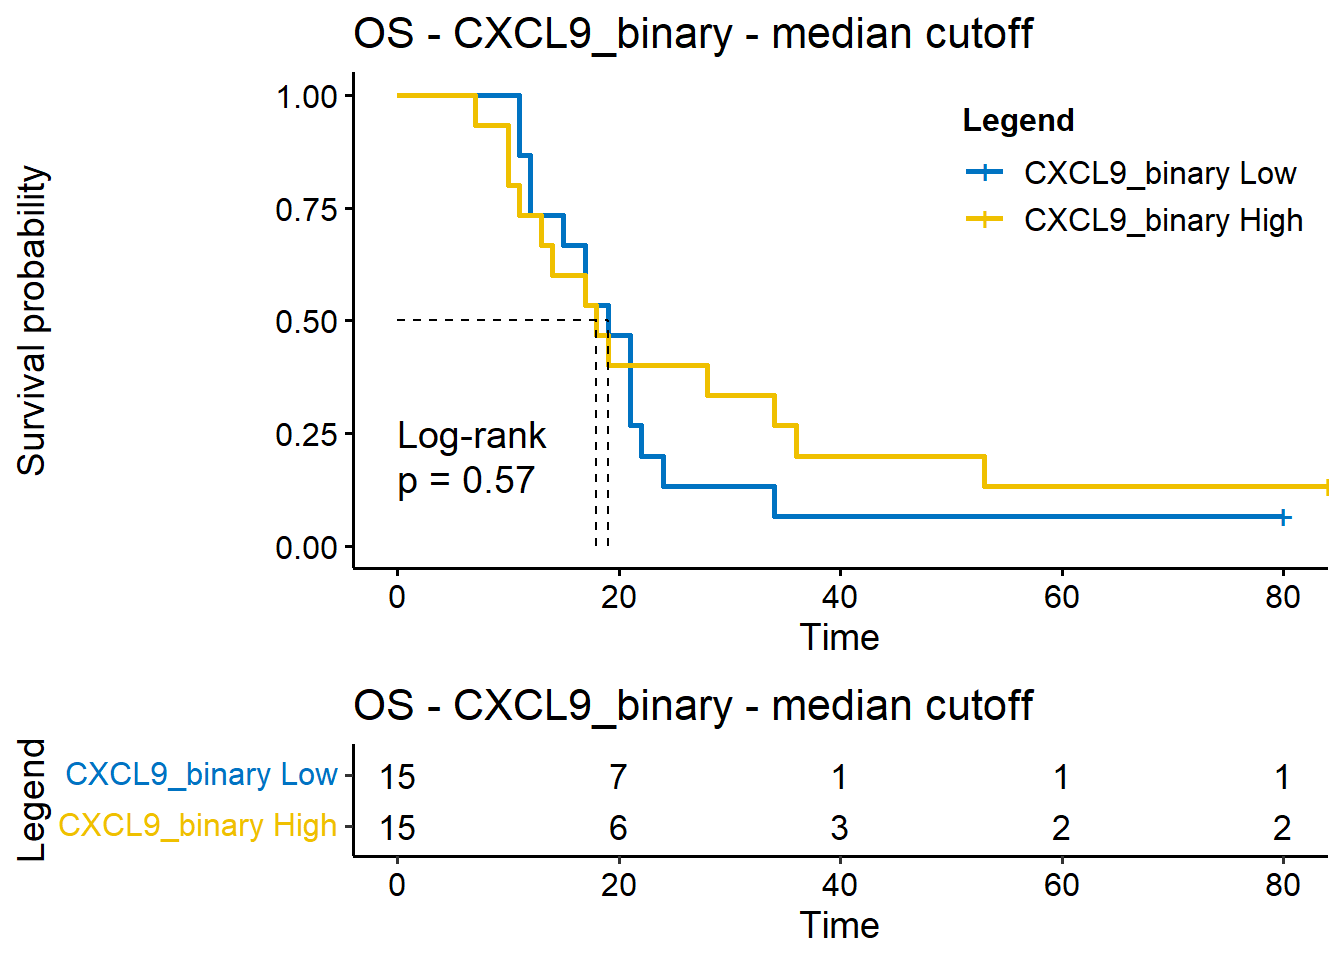 OS - CXCL9_binary - median cutoff
Survival probability
1.00
0.75
0.50
0.25
0.00
Legend
CXCL9_binary Low
CXCL9_binary High
Log-rank
p = 0.57
0 20 40 60 80
Time
OS - CXCL9_binary - median cutoff
Legend
CXCL9_binary Low 15 7 1 1 1
CXCL9_binary High 15 6 3 2 2
0 20 40 60 80
Time